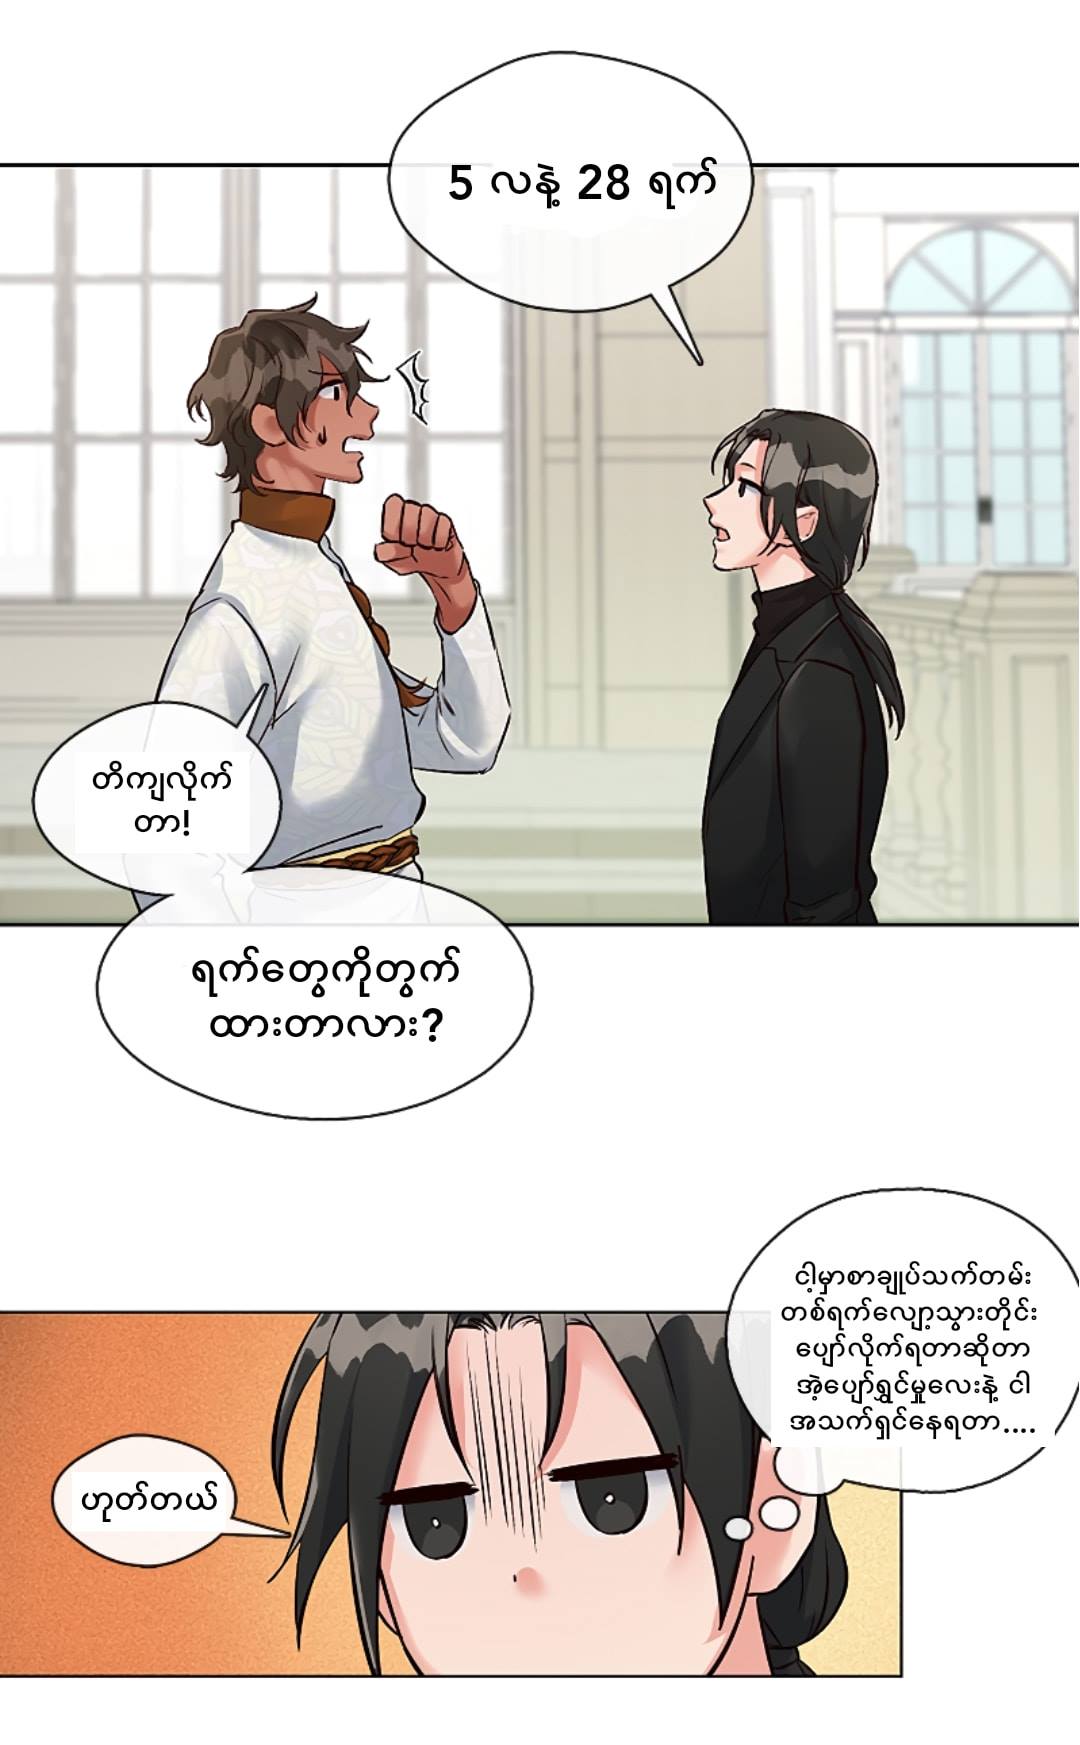 5 လနဲ့ 28 ရက်
တိကျလိုက်
တာ!
ရက်တွေကိုတွက်
ထားတာလား?
ငါ့မှာစာချုပ်သက်တမ်း
တစ်ရက်လျော့သွားတိုင်း
ပျော်လိုက်ရတာဆိုတာ
အဲ့ပျော်ရွှင်မှုလေးနဲ့ ငါ
အသက်ရှင်နေရတာ....
ဟုတ်တယ်